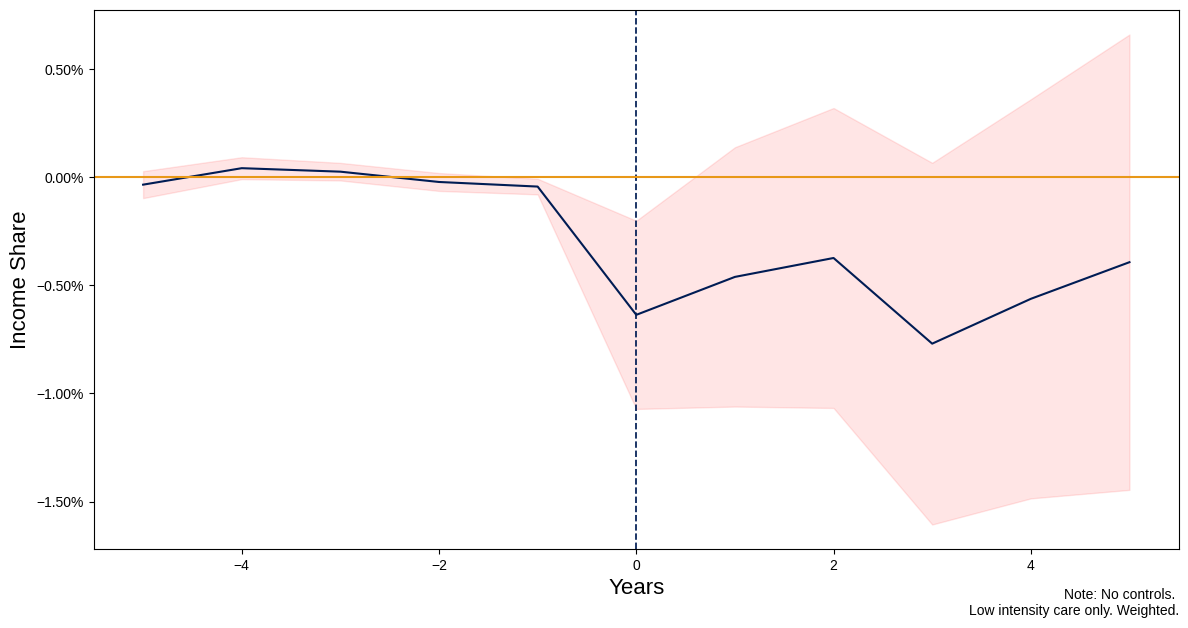 0.50%
0.00%
−0.50%
−1.00%
−1.50%
Income Share
−4
−2
0
2
4
Years
Note: No controls.
Low intensity care only. Weighted.